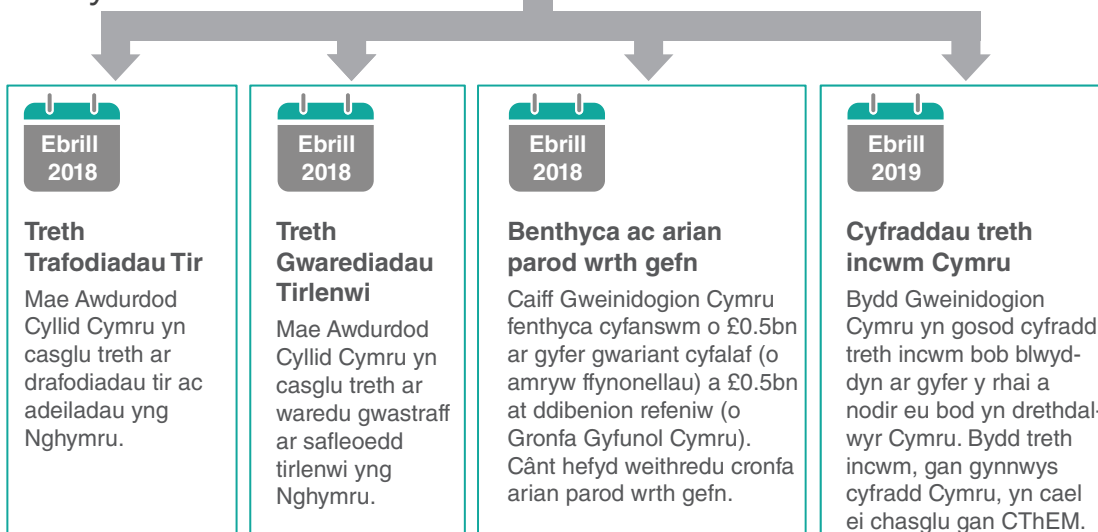 Ebrill
2018
Treth
Trafodiadau Tir
Mae Awdurdod
Cyllid Cymru yn
casglu treth ar
drafodiadau tir ac
adeiladau yng
Nghymru.
Ebrill
2018
Treth
Gwarediadau
Tirlenwi
Mae Awdurdod
Cyllid Cymru yn
casglu treth ar
waredu gwastraff
ar safleoedd
tirlenwi yng
Nghymru.
Ebrill
2018
Benthyca ac arian
parod wrth gefn
Caiff Gweinidogion Cymru
fenthyca cyfanswm o £0.5bn
ar gyfer gwariant cyfalaf (o
amryw ffynonellau) a £0.5bn
at ddibenion refeniw (o
Gronfa Gyfunol Cymru).
Cânt hefyd weithredu cronfa
arian parod wrth gefn.
Ebrill
2019
Cyfraddau treth
incwm Cymru
Bydd Gweinidogion
Cymru yn gosod cyfradd
treth incwm bob blwyd-
dyn ar gyfer y rhai a
nodir eu bod yn drethdal-
wyr Cymru. Bydd treth
incwm, gan gynnwys
cyfradd Cymru, yn cael
ei chasglu gan CThEM.